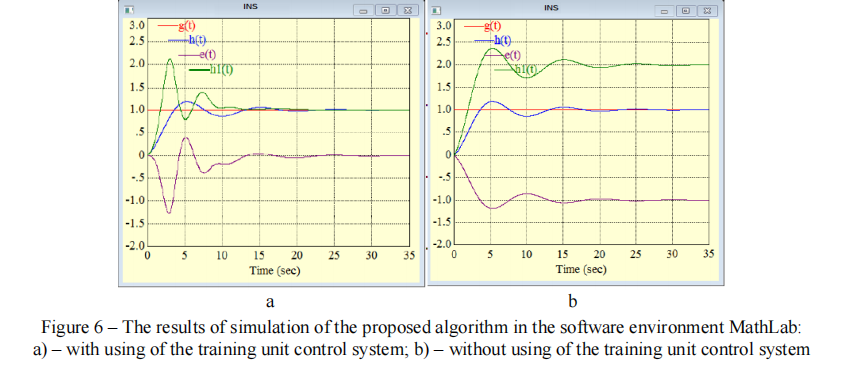 INS
3.0
2.5
2.0
1.5
1.0
.5
0
-.5
-1.0
-1.5
-2.0
g(t)
h(t)
e(t)
h1(t)
0 5 10 15 20 25 30 35
Time (sec)
a
INS
3.0
2.5
2.0
1.5
1.0
.5
0
-.5
-1.0
-1.5
-2.0
g(t)
h(t)
e(t)
h1(t)
0 5 10 15 20 25 30 35
Time (sec)
b
Figure 6 – The results of simulation of the proposed algorithm in the software environment MathLab:
a) – with using of the training unit control system; b) – without using of the training unit control system